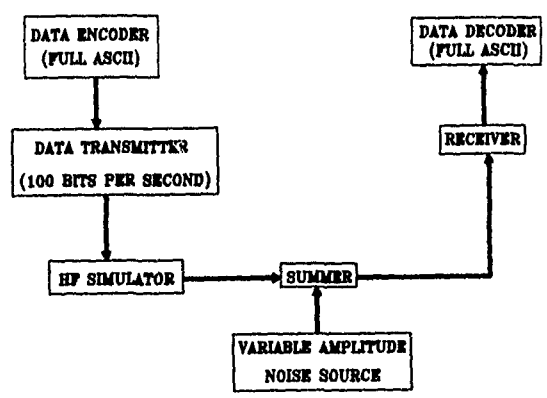 DATA ENCODER
(FULL ASCII)
DATA DECODER
(FULL ASCII)
DATA TRANSMITTER
(100 BITS PER SECOND)
RECEIVER
HF SIMULATOR
SUMMER
VARIABLE AMPLITUDE
NOISE SOURCE